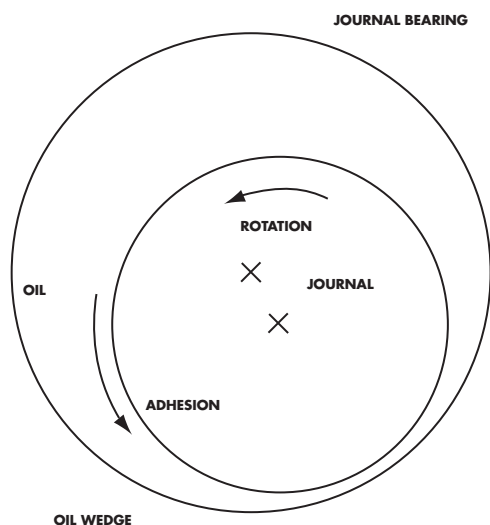 JOURNAL BEARING
ROTATION
JOURNAL
OIL
ADHESION
OIL WEDGE